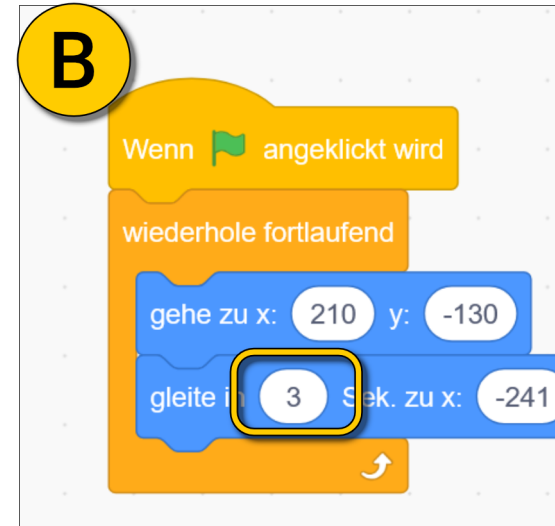 B
Wenn angeklickt wird
wiederhole fortlaufend
gehe zu x: 210 y: -130
gleite in 3 Sek. zu x: -241